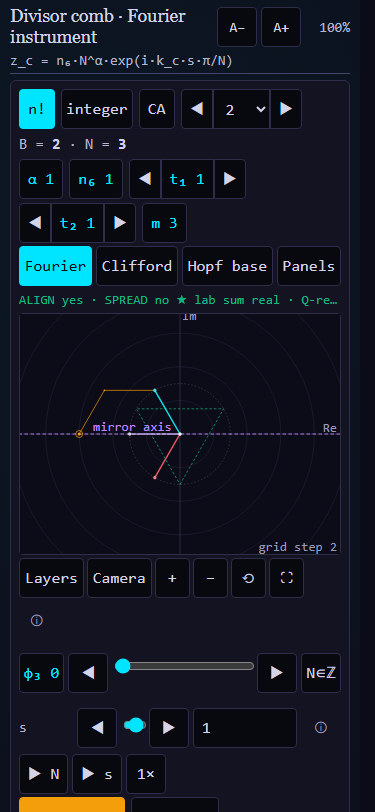 Divisor comb · Fourier instrument A− A+ 100%
z_c = n₆·N^α·exp(i·k_c·s·π/N)
n! integer CA ◀ 2 ▶
B = 2 · N = 3
α 1 n₆ 1 ◀ t₁ 1 ▶
◀ t₂ 1 ▶ m 3
Fourier Clifford Hopf base Panels
ALIGN yes · SPREAD no ★ lab sum real · Q-re…
Im
mirror axis Re
grid step 2
Layers Camera + − ⟲ ⛶
ⓘ
ϕ₃ 0 ◀ ▶ N∈ℤ
s ◀ ▶ 1 ⓘ
▶ N ▶ s 1×